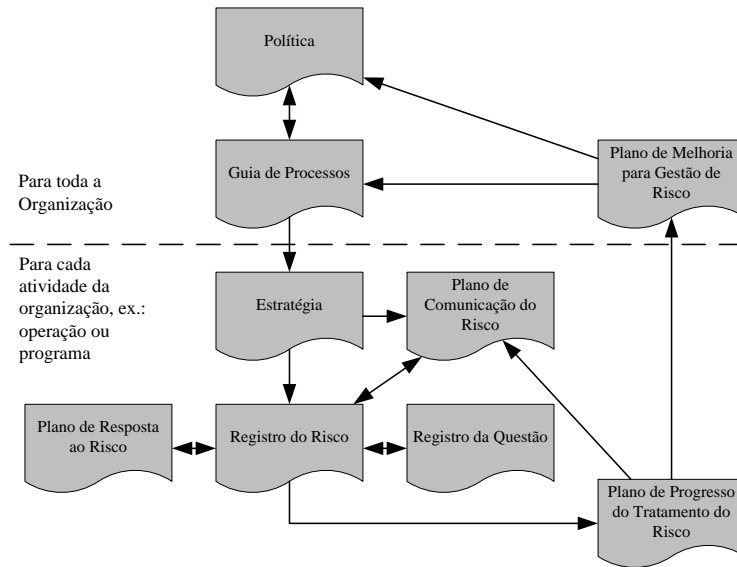 Política
Guia de Processos
Plano de Melhoria
para Gestão de
Risco
Para toda a
Organização
Para cada
atividade da
organização, ex.:
operação ou
programa
Estratégia
Plano de
Comunicação do
Risco
Plano de Resposta
ao Risco
Registro do Risco
Registro da Questão
Plano de Progresso
do Tratamento do
Risco